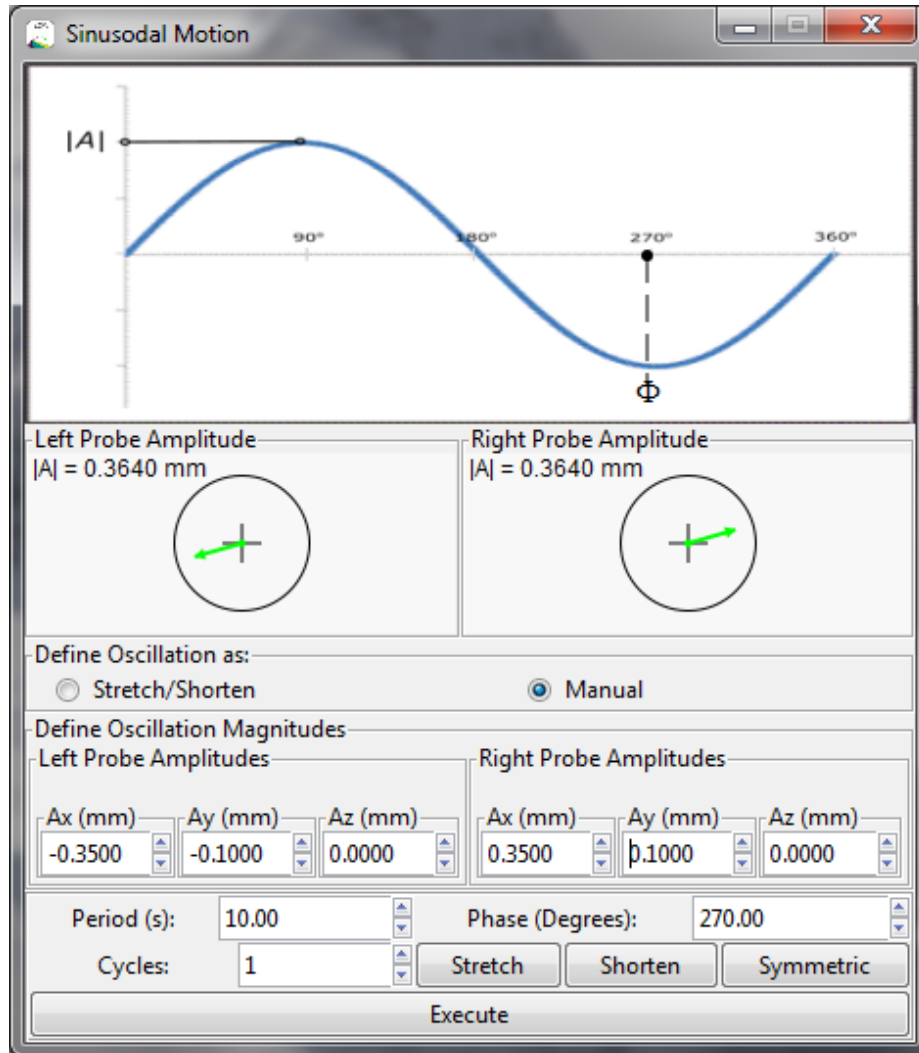 Sinusodal Motion
|A|
90° 180° 270° 360°
Φ
Left Probe Amplitude Right Probe Amplitude
|A| = 0.3640 mm |A| = 0.3640 mm
Define Oscillation as:
Stretch/Shorten Manual
Define Oscillation Magnitudes
Left Probe Amplitudes Right Probe Amplitudes
Ax (mm) Ay (mm) Az (mm) Ax (mm) Ay (mm) Az (mm)
-0.3500 -0.1000 0.0000 0.3500 0.1000 0.0000
Period (s): 10.00 Phase (Degrees): 270.00
Cycles: 1 Stretch Shorten Symmetric
Execute